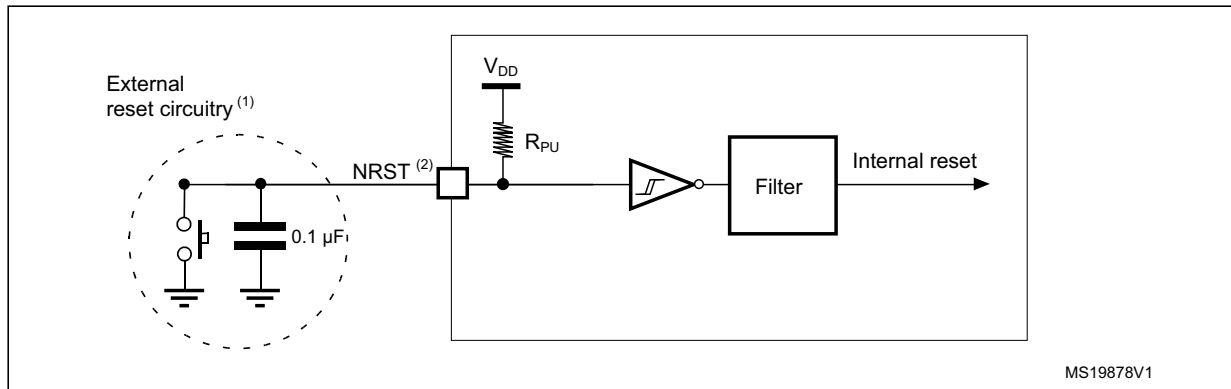 External
reset circuitry (1)
VDD
RPU
NRST (2)
0.1 µF
Filter
Internal reset
MS19878V1